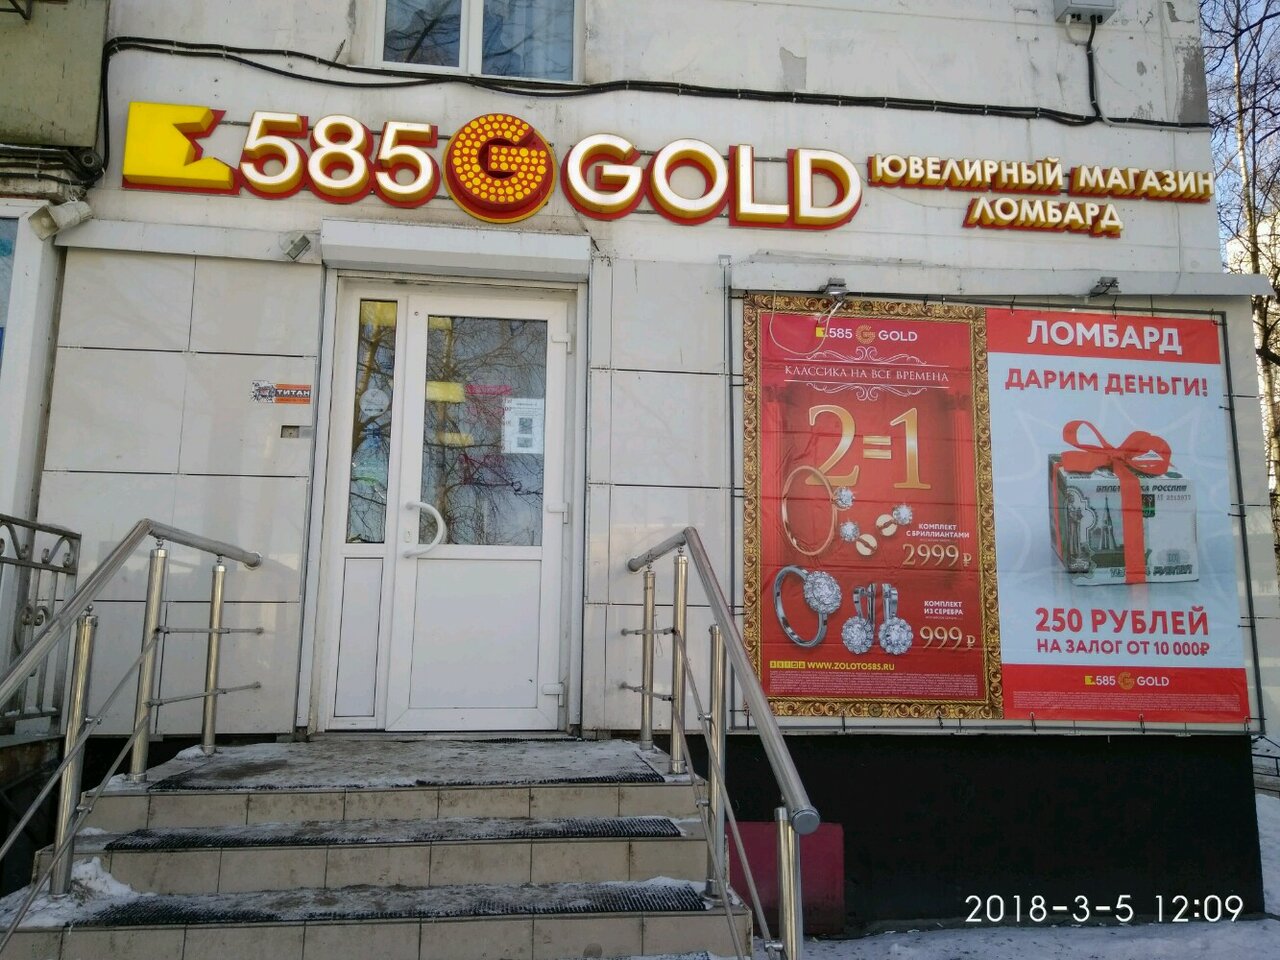 585 GOLD
ЮВЕЛИРНЫЙ МАГАЗИН
ЛОМБАРД
ТИТАН
585 GOLD
КЛАССИКА НА ВСЕ ВРЕМЕНА
2=1
КОМПЛЕКТ
С БРИЛЛИАНТАМИ
2999 ₽
КОМПЛЕКТ
ИЗ СЕРЕБРА
999 ₽
WWW.ZOLOTO585.RU
ЛОМБАРД
ДАРИМ ДЕНЬГИ!
250 РУБЛЕЙ
НА ЗАЛОГ ОТ 10 000₽
585 GOLD
2018-3-5 12:09